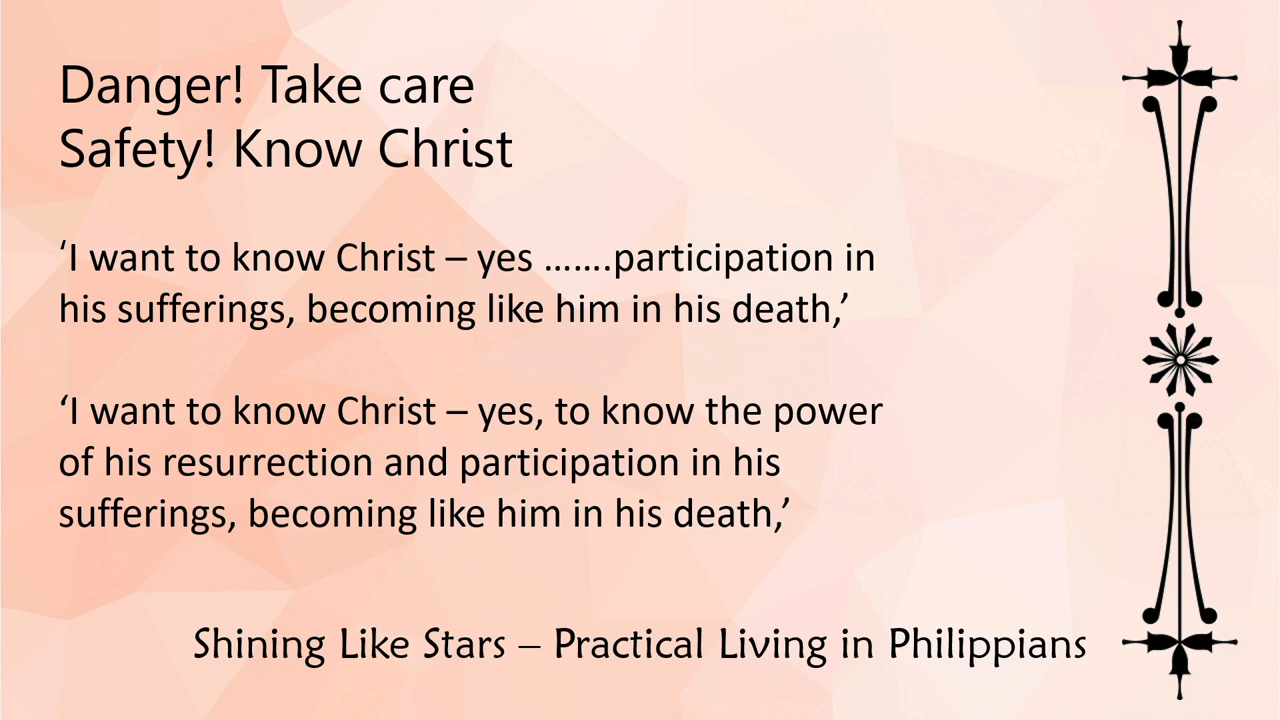 Danger! Take care
Safety! Know Christ
‘I want to know Christ – yes …….participation in
his sufferings, becoming like him in his death,’
‘I want to know Christ – yes, to know the power
of his resurrection and participation in his
sufferings, becoming like him in his death,’
Shining Like Stars – Practical Living in Philippians